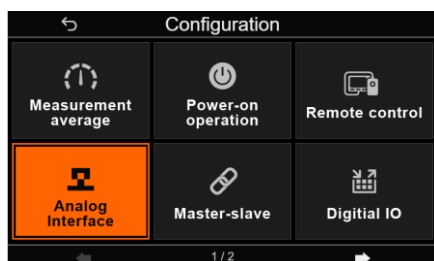 Configuration
Measurement
average
Power-on
operation
Remote control
Analog
Interface
Master-slave
Digitial IO
1/2